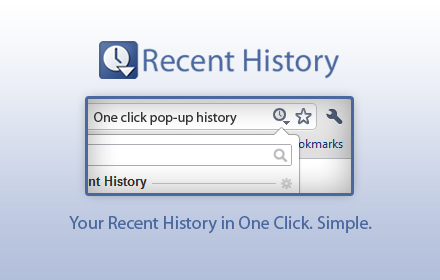 Recent History
One click pop-up history
okmarks
nt History
Your Recent History in One Click. Simple.